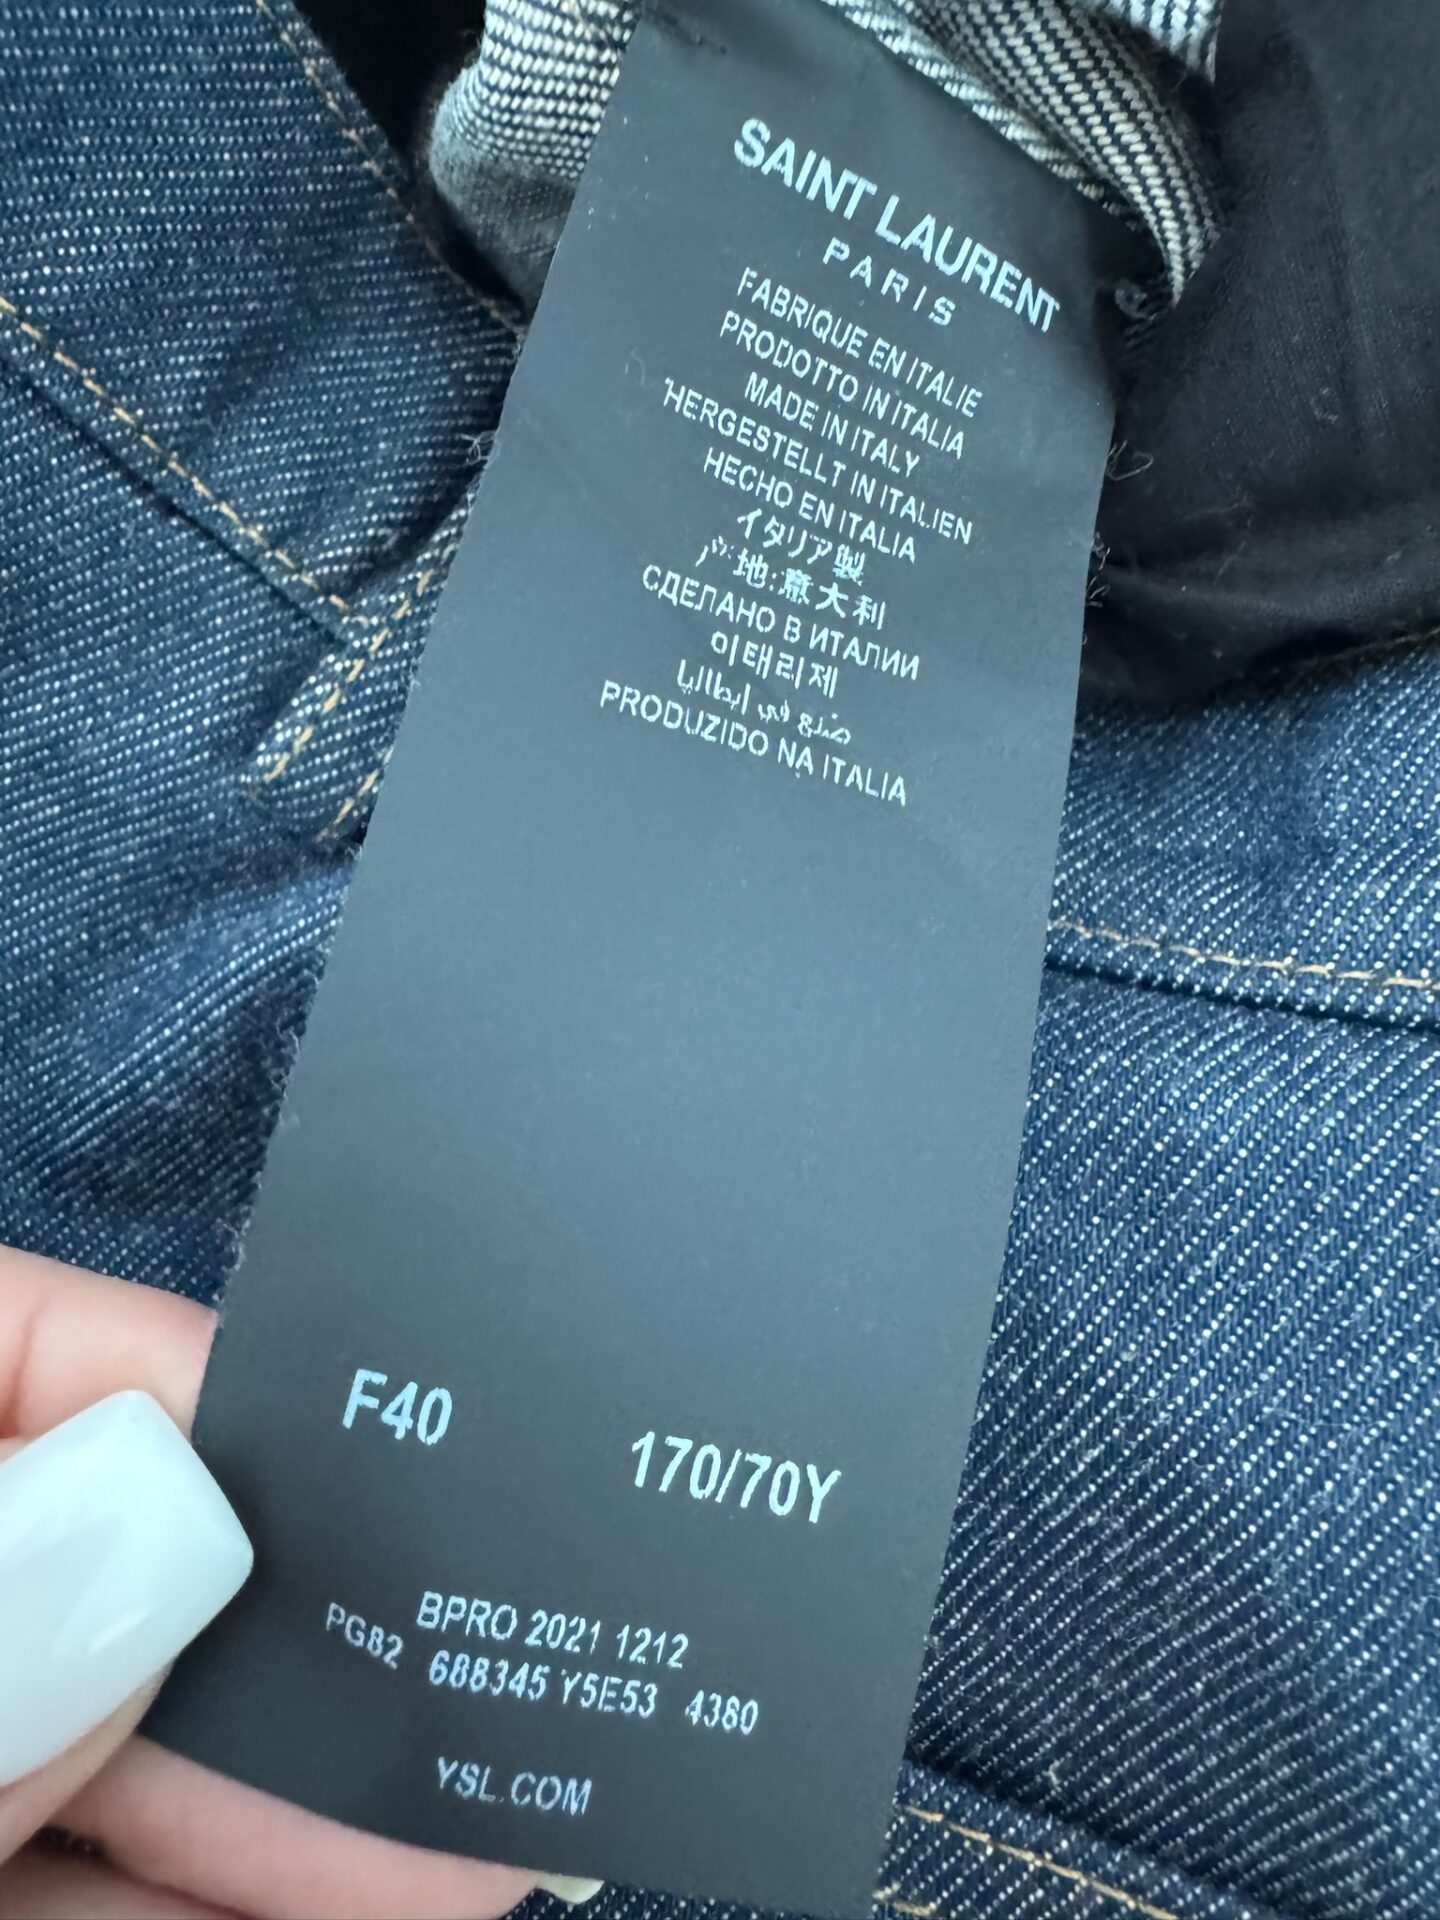 SAINT LAURENT
PARIS
FABRIQUE EN ITALIE
PRODOTTO IN ITALIA
MADE IN ITALY
HERGESTELLT IN ITALIEN
HECHO EN ITALIA
イタリア製
产地:意大利
СДЕЛАНО В ИТАЛИИ
이태리제
صنع في إيطاليا
PRODUZIDO NA ITALIA
F40 170/70Y
BPRO 2021 1212
PG82 688345 Y5E53 4380
YSL.COM